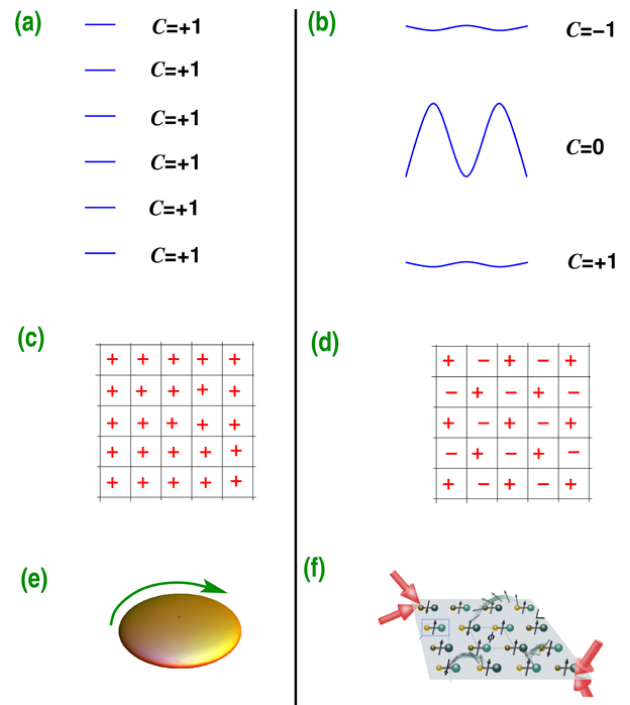 (a)
C=+1
C=+1
C=+1
C=+1
C=+1
C=+1
(b)
C=−1
C=0
C=+1
(c)
+ + + + +
+ + + + +
+ + + + +
+ + + + +
+ + + + +
(d)
+ − + − +
− + − + −
+ − + − +
− + − + −
+ − + − +
(e)
(f)